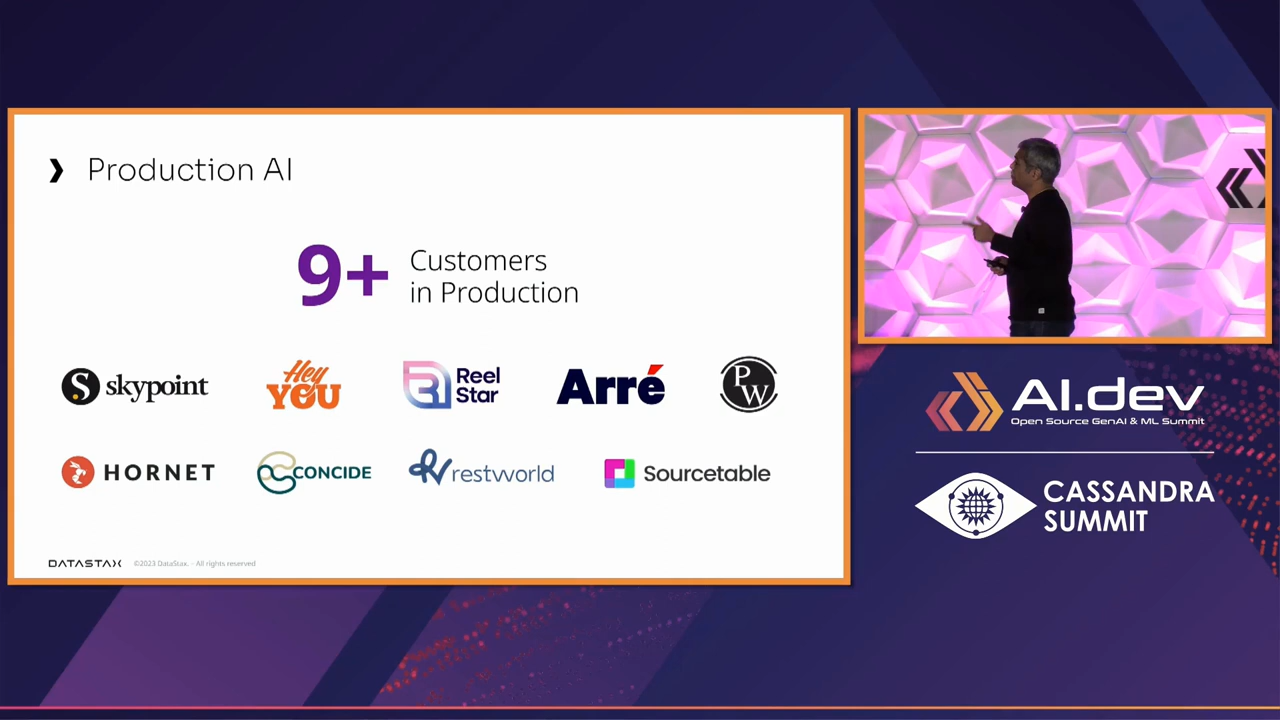 Production AI
9+
Customers
in Production
S skypoint
Hey
YOU
Reel
Star
Arré
PW
HORNET
CONCIDE
restworld
Sourcetable
DATASTAX
©2023 DataStax. - All rights reserved
AI.dev
Open Source GenAI & ML Summit
CASSANDRA
SUMMIT